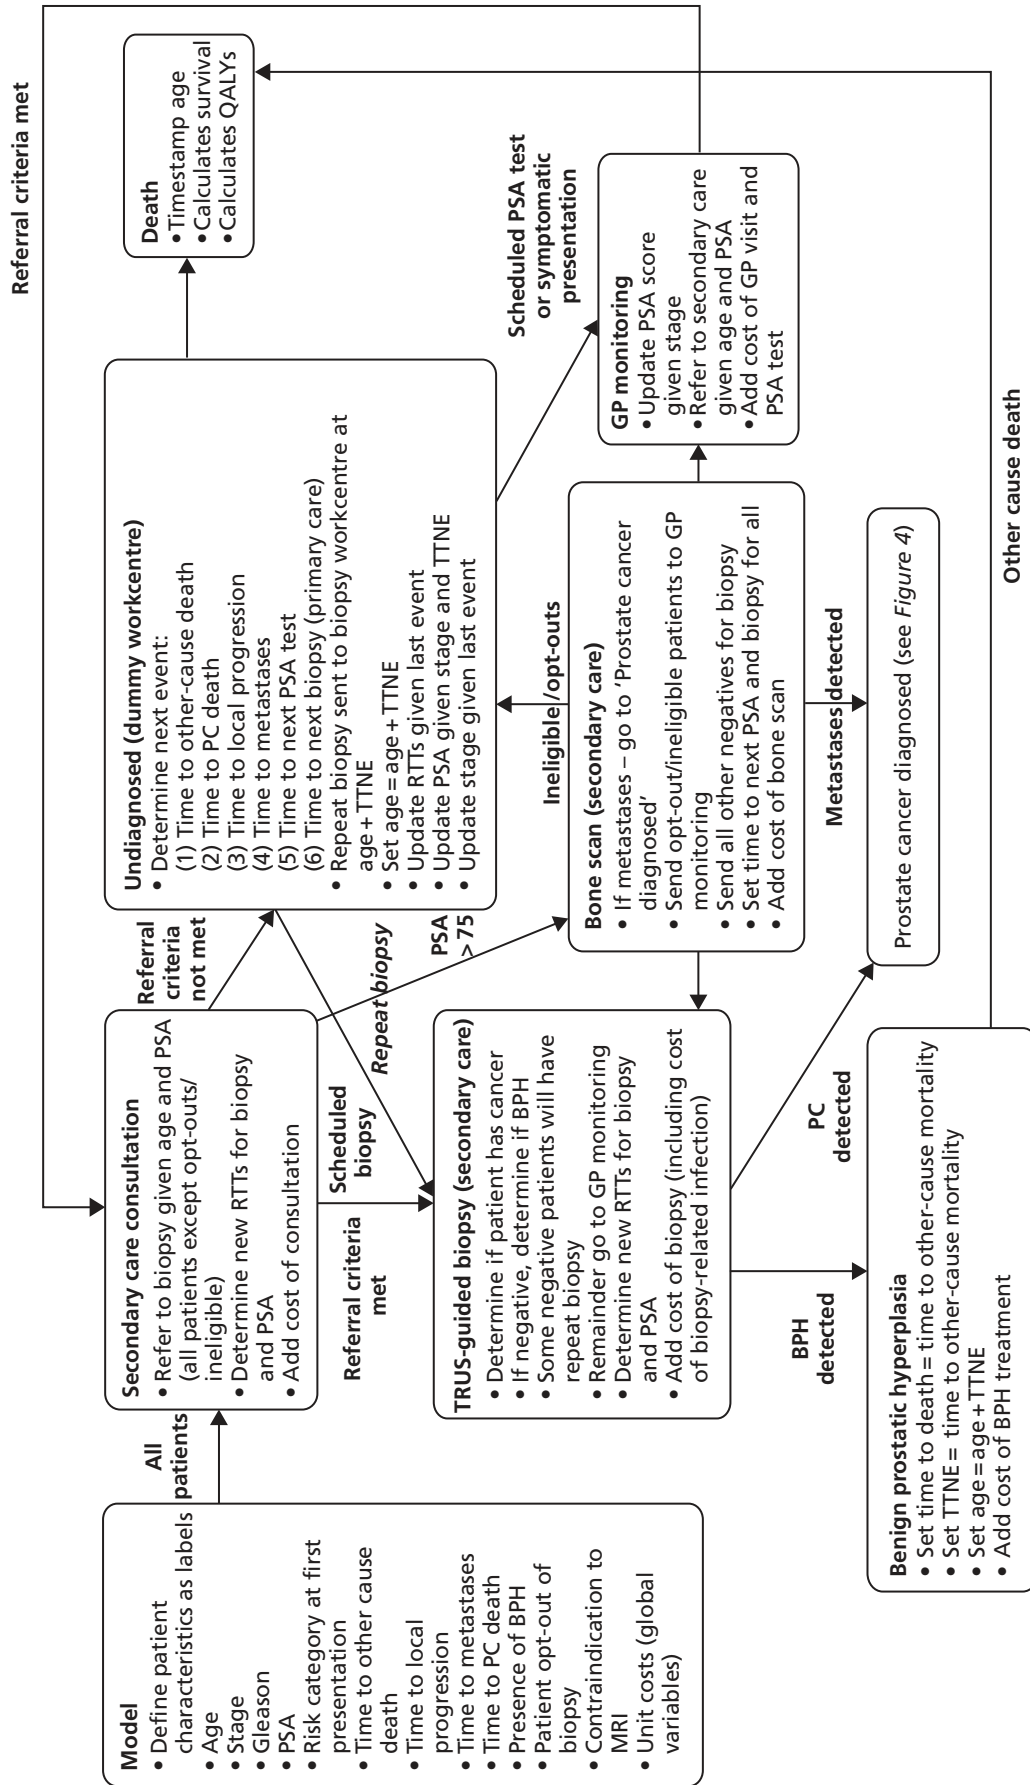 Model
• Define patient
characteristics as labels
• Age
• Stage
• Gleason
• PSA
• Risk category at first
presentation
• Time to other cause
death
• Time to local
progression
• Time to metastases
• Time to PC death
• Presence of BPH
• Patient opt-out of
biopsy
• Contraindication to
MRI
• Unit costs (global
variables)
All
patients
Secondary care consultation
• Refer to biopsy given age and PSA
(all patients except opt-outs/
ineligible)
• Determine new RTTs for biopsy
and PSA
• Add cost of consultation
Referral criteria
not met
Referral criteria met
Undiagnosed (dummy workcentre)
• Determine next event:
(1) Time to other-cause death
(2) Time to PC death
(3) Time to local progression
(4) Time to metastases
(5) Time to next PSA test
(6) Time to next biopsy (primary care)
• Repeat biopsy sent to biopsy workcentre at
age + TTNE
• Set age = age + TTNE
• Update RTTs given last event
• Update PSA given stage and TTNE
• Update stage given last event
Death
• Timestamp age
• Calculates survival
• Calculates QALYs
Referral criteria
met
Scheduled
biopsy
Repeat biopsy
PSA
> 75
Ineligible/opt-outs
Scheduled PSA test
or symptomatic
presentation
TRUS-guided biopsy (secondary care)
• Determine if patient has cancer
• If negative, determine if BPH
• Some negative patients will have
repeat biopsy
• Remainder go to GP monitoring
• Determine new RTTs for biopsy
and PSA
• Add cost of biopsy (including cost
of biopsy-related infection)
Bone scan (secondary care)
• If metastases – go to ‘Prostate cancer
diagnosed’
• Send opt-out/ineligible patients to GP
monitoring
• Send all other negatives for biopsy
• Set time to next PSA and biopsy for all
• Add cost of bone scan
GP monitoring
• Update PSA score
given stage
• Refer to secondary care
given age and PSA
• Add cost of GP visit and
PSA test
BPH
detected
PC
detected
Metastases detected
Benign prostatic hyperplasia
• Set time to death = time to other-cause mortality
• Set TTNE = time to other-cause mortality
• Set age = age + TTNE
• Add cost of BPH treatment
Prostate cancer diagnosed (see Figure 4)
Other cause death